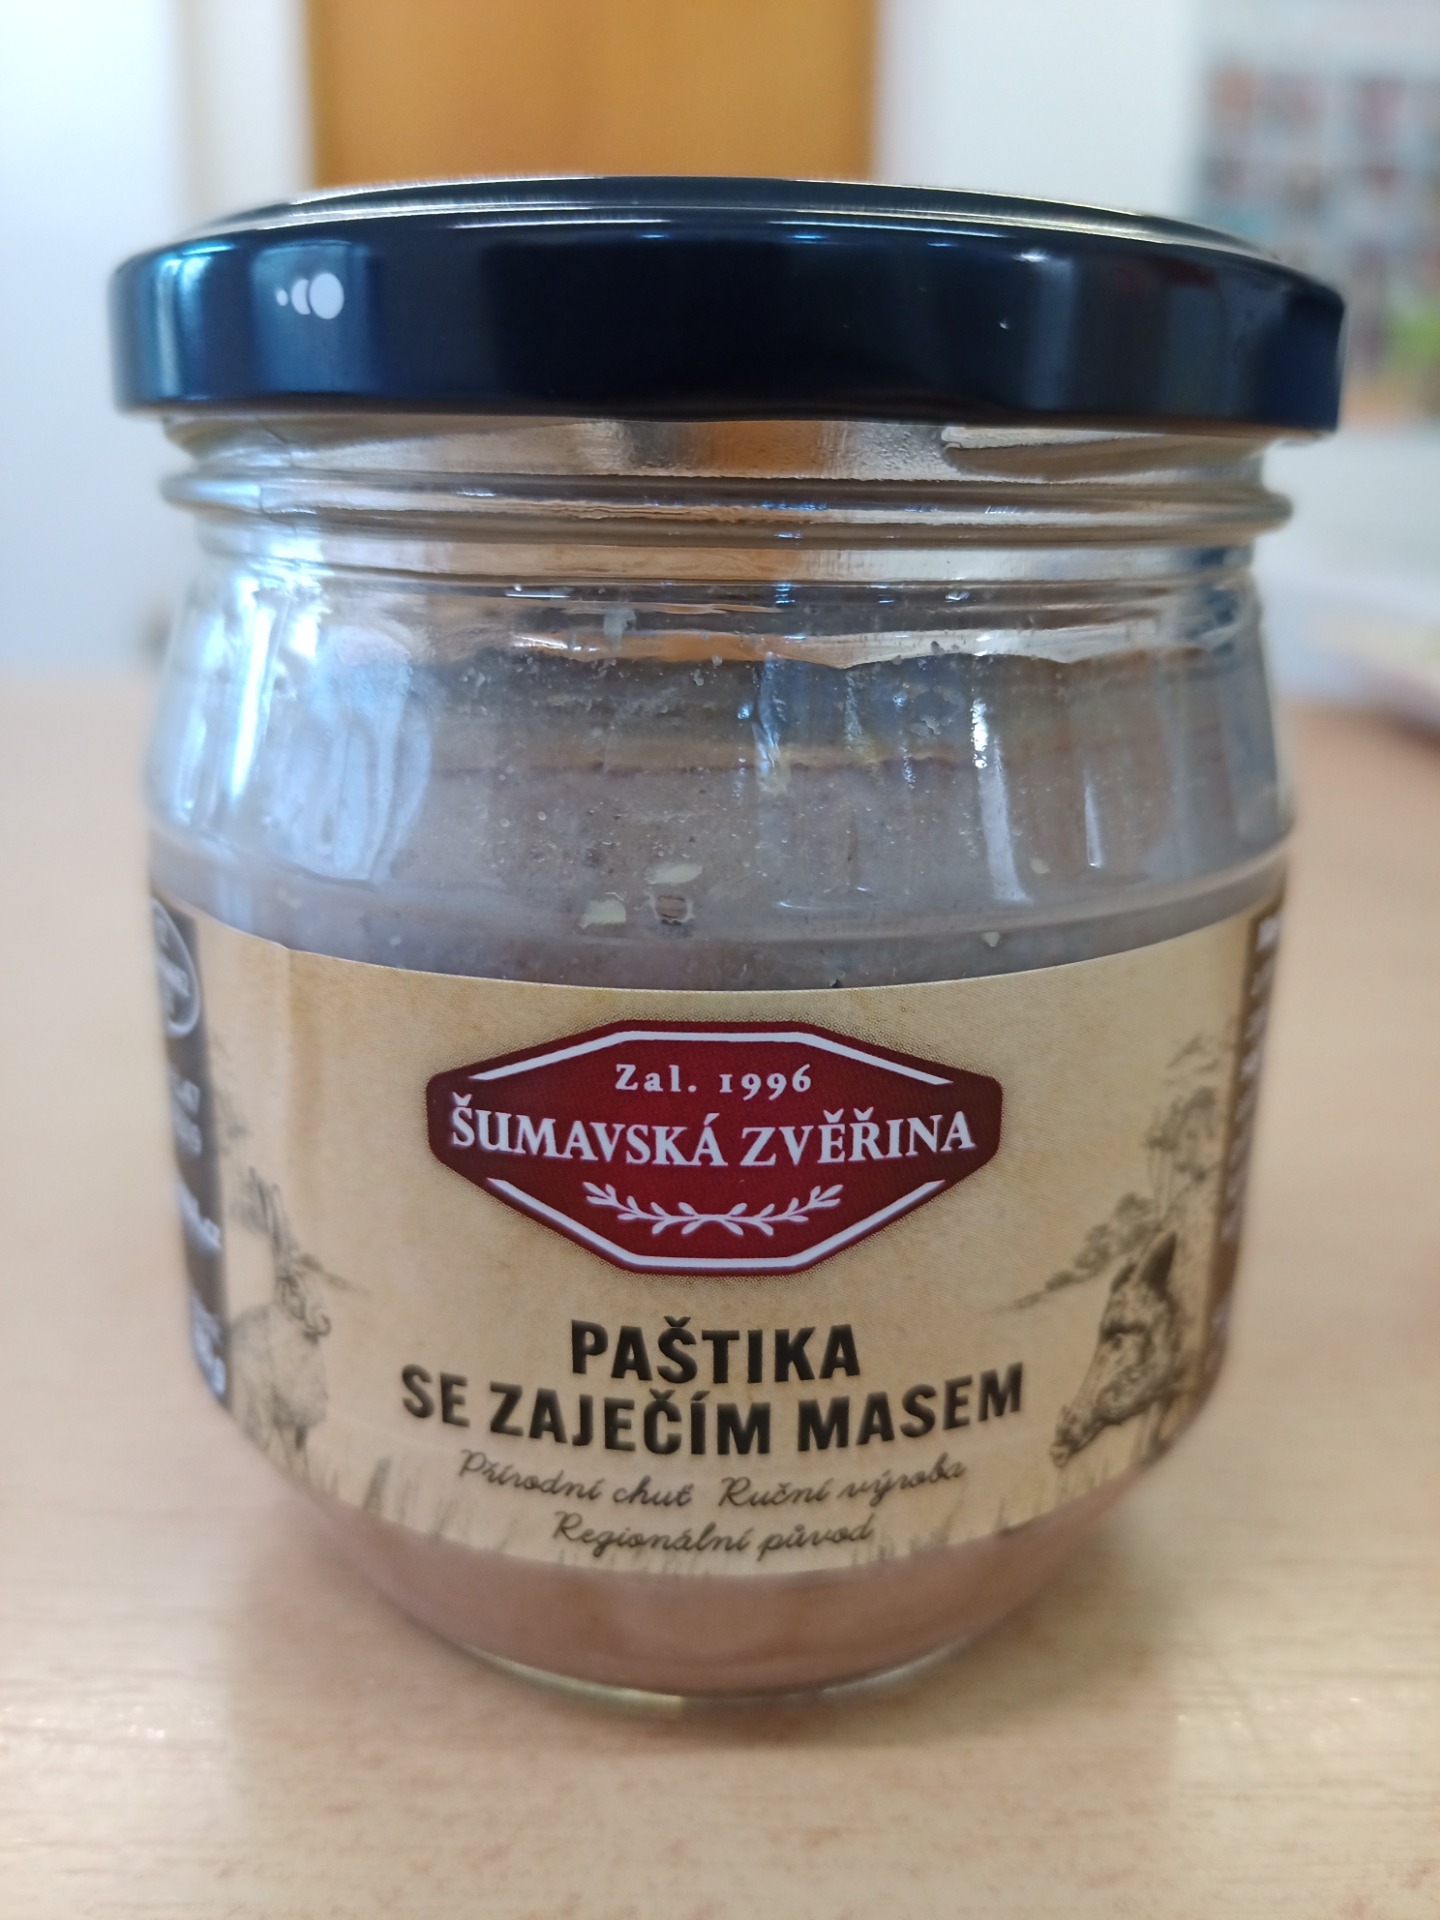 Zal. 1996
ŠUMAVSKÁ ZVĚŘINA
PAŠTIKA
SE ZAJEČÍM MASEM
Přírodní chuť Ruční výroba
Regionální původ